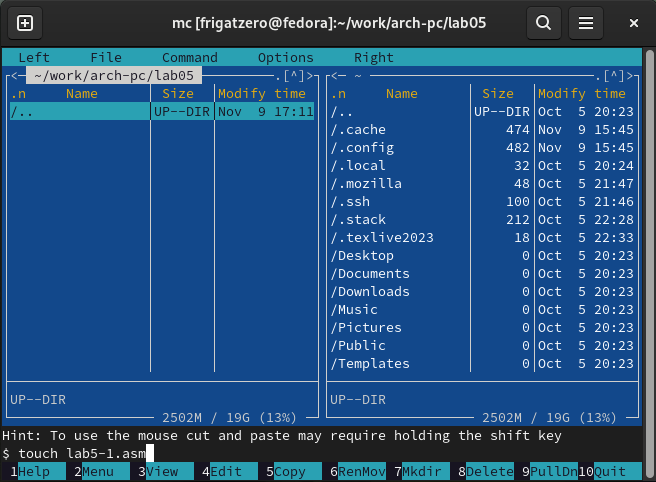 mc [frigatzero@fedora]:~/work/arch-pc/lab05
Left File Command Options Right
<— ~/work/arch-pc/lab05 .[^]> <— ~ .[^]>
.n Name Size Modify time .n Name Size Modify time
/.. UP--DIR Nov 9 17:11 /.. UP--DIR Oct 5 20:23
/.cache 474 Nov 9 15:45
/.config 482 Nov 9 15:45
/.local 32 Oct 5 20:24
/.mozilla 48 Oct 5 21:47
/.ssh 100 Oct 5 21:46
/.stack 212 Oct 5 22:28
/.texlive2023 18 Oct 5 22:33
/Desktop 0 Oct 5 20:23
/Documents 0 Oct 5 20:23
/Downloads 0 Oct 5 20:23
/Music 0 Oct 5 20:23
/Pictures 0 Oct 5 20:23
/Public 0 Oct 5 20:23
/Templates 0 Oct 5 20:23
UP--DIR UP--DIR
2502M / 19G (13%) 2502M / 19G (13%)
Hint: To use the mouse cut and paste may require holding the shift key
$ touch lab5-1.asm
1Help 2Menu 3View 4Edit 5Copy 6RenMov 7Mkdir 8Delete 9PullDn 10Quit